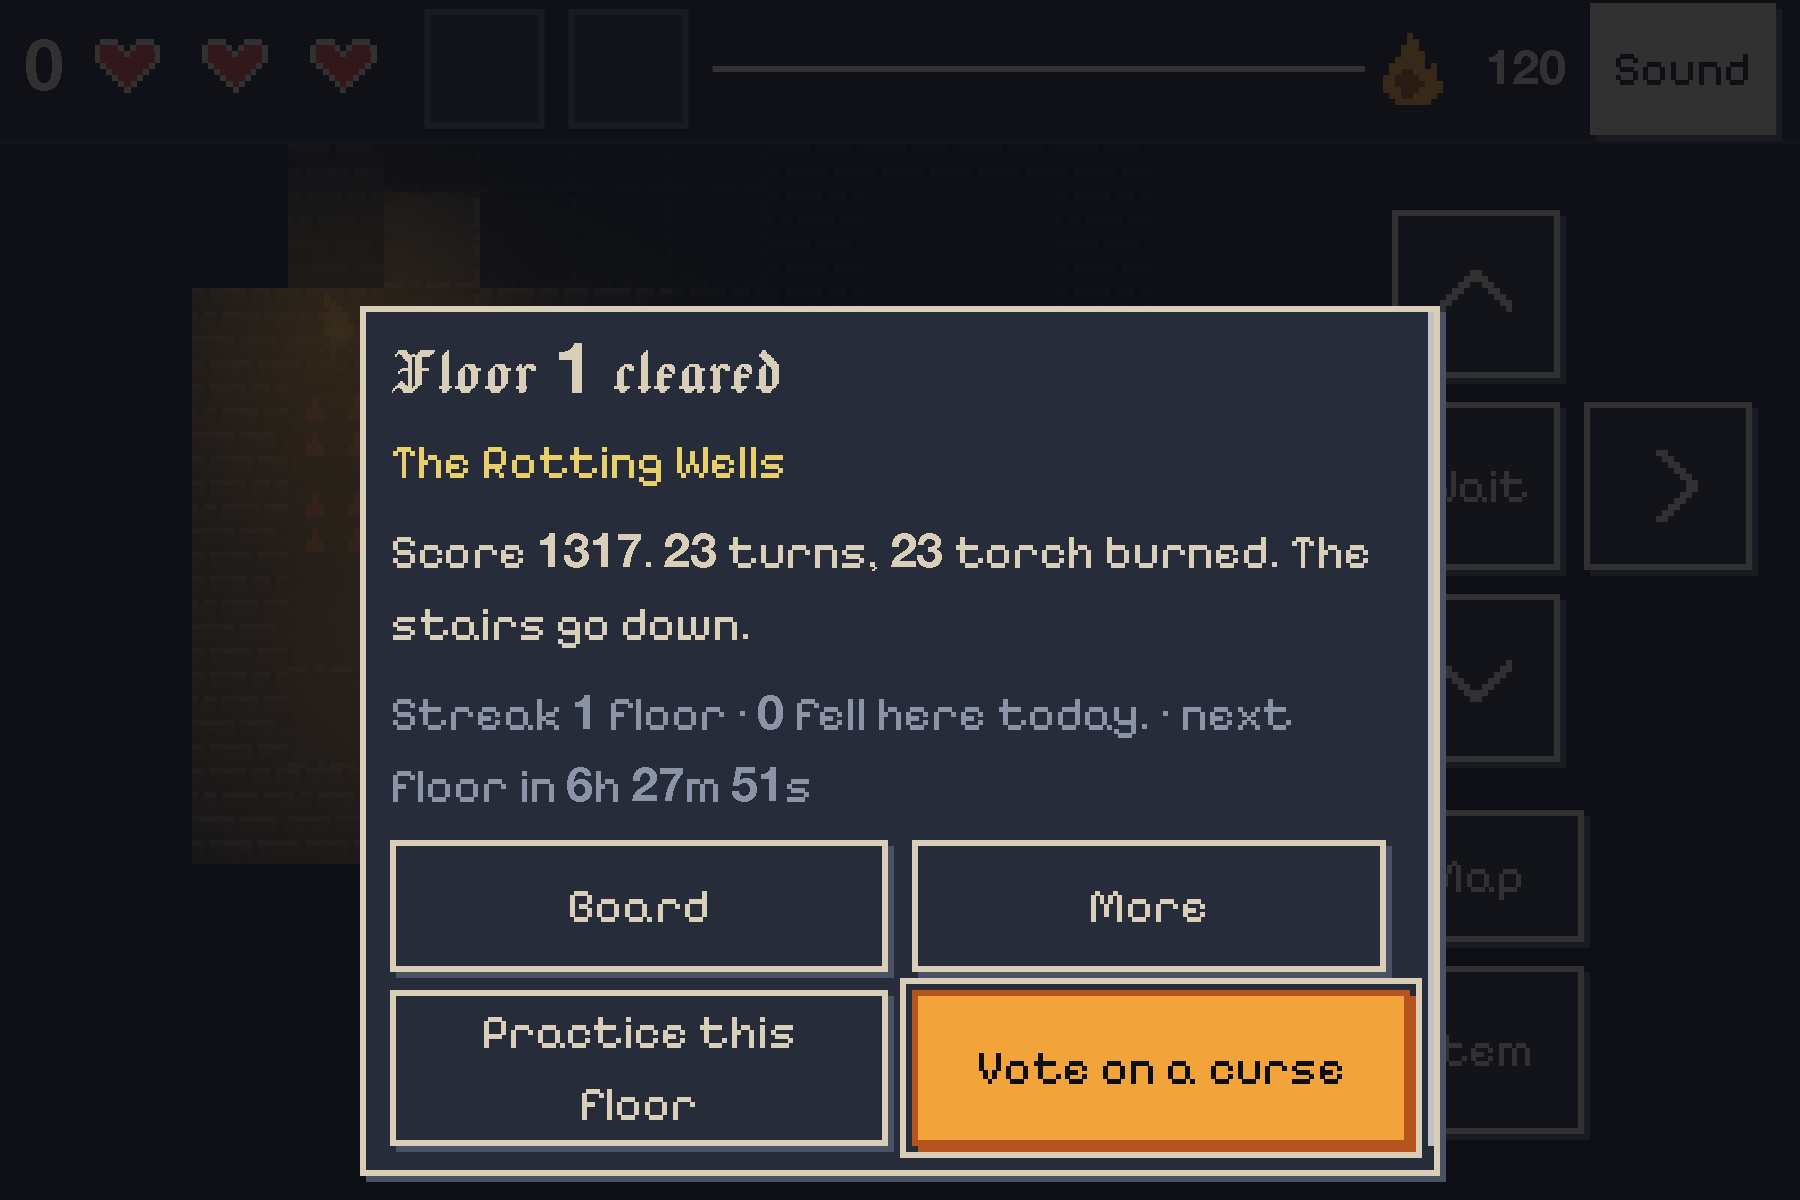 0 120 Sound
Floor 1 cleared
The Rotting Wells
Score 1317. 23 turns, 23 torch burned. The
stairs go down.
Streak 1 floor · 0 fell here today. · next
floor in 6h 27m 51s
Board More
Practice this
floor
Vote on a curse